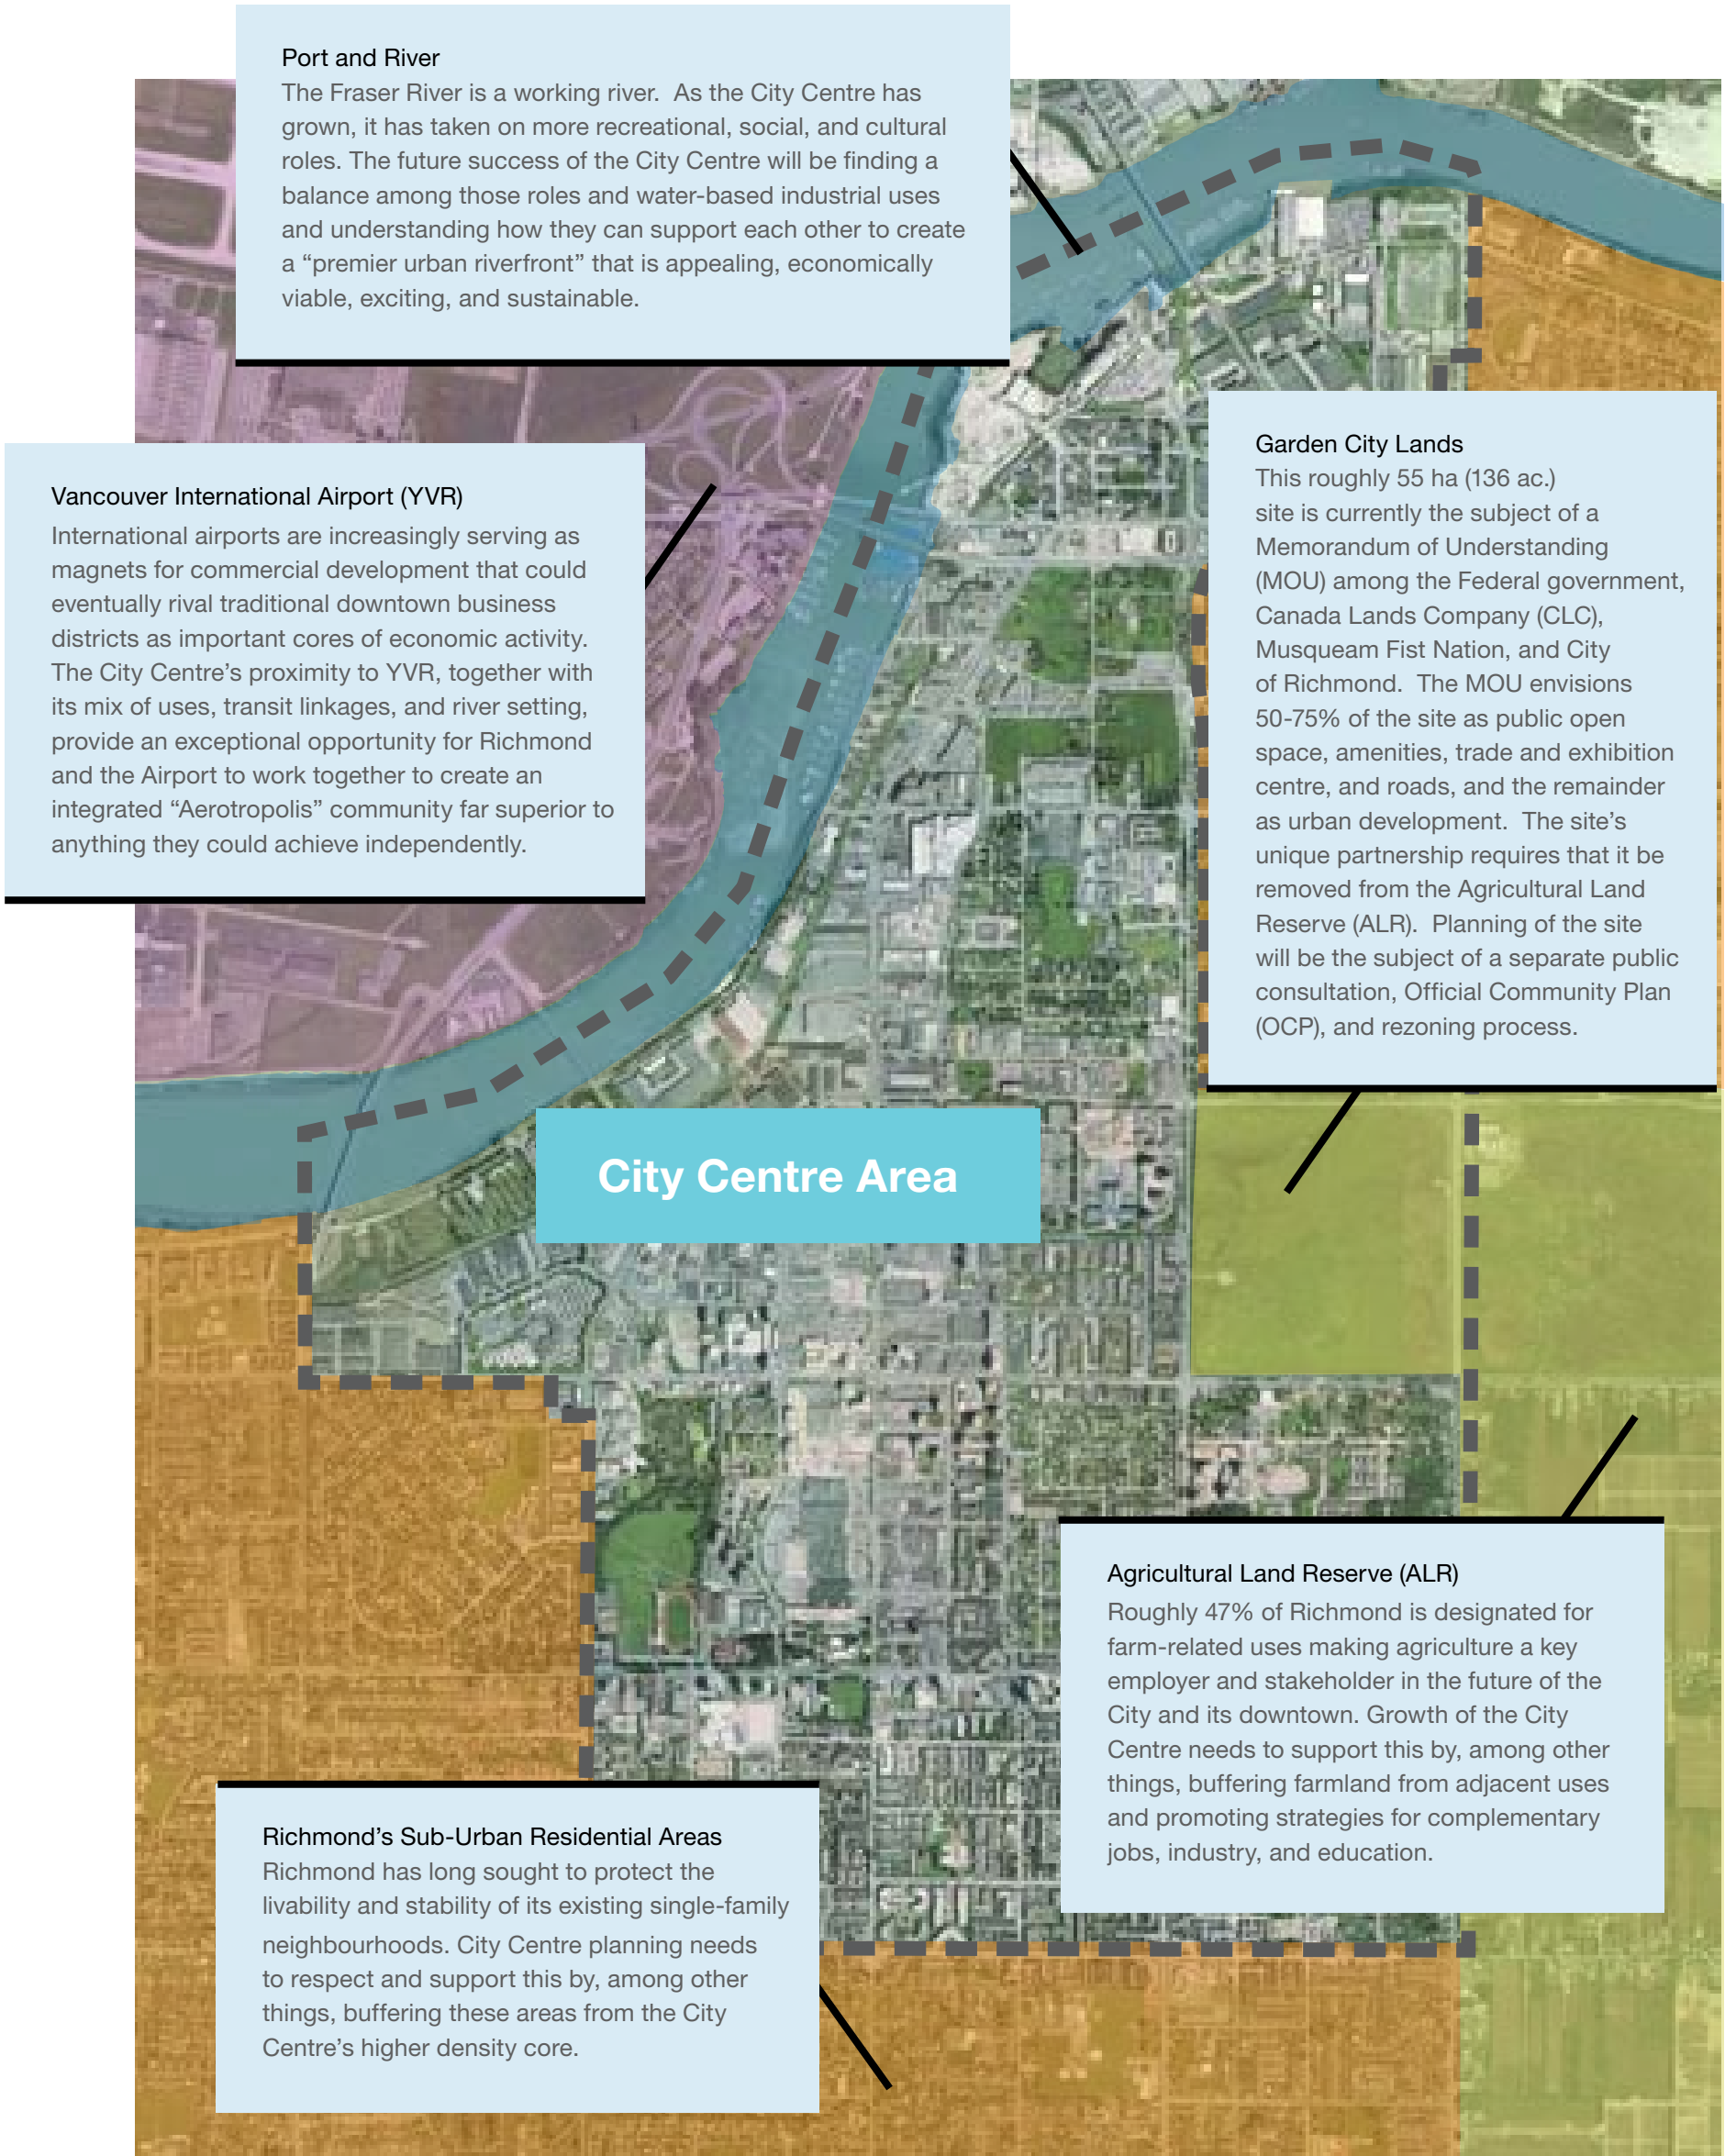 Port and River
The Fraser River is a working river.  As the City Centre has
grown, it has taken on more recreational, social, and cultural
roles. The future success of the City Centre will be finding a
balance among those roles and water-based industrial uses
and understanding how they can support each other to create
a “premier urban riverfront” that is appealing, economically
viable, exciting, and sustainable.
Vancouver International Airport (YVR)
International airports are increasingly serving as
magnets for commercial development that could
eventually rival traditional downtown business
districts as important cores of economic activity.
The City Centre’s proximity to YVR, together with
its mix of uses, transit linkages, and river setting,
provide an exceptional opportunity for Richmond
and the Airport to work together to create an
integrated “Aerotropolis” community far superior to
anything they could achieve independently.
Garden City Lands
This roughly 55 ha (136 ac.)
site is currently the subject of a
Memorandum of Understanding
(MOU) among the Federal government,
Canada Lands Company (CLC),
Musqueam Fist Nation, and City
of Richmond.  The MOU envisions
50-75% of the site as public open
space, amenities, trade and exhibition
centre, and roads, and the remainder
as urban development.  The site’s
unique partnership requires that it be
removed from the Agricultural Land
Reserve (ALR).  Planning of the site
will be the subject of a separate public
consultation, Official Community Plan
(OCP), and rezoning process.
City Centre Area
Agricultural Land Reserve (ALR)
Roughly 47% of Richmond is designated for
farm-related uses making agriculture a key
employer and stakeholder in the future of the
City and its downtown. Growth of the City
Centre needs to support this by, among other
things, buffering farmland from adjacent uses
and promoting strategies for complementary
jobs, industry, and education.
Richmond’s Sub-Urban Residential Areas
Richmond has long sought to protect the
livability and stability of its existing single-family
neighbourhoods. City Centre planning needs
to respect and support this by, among other
things, buffering these areas from the City
Centre’s higher density core.